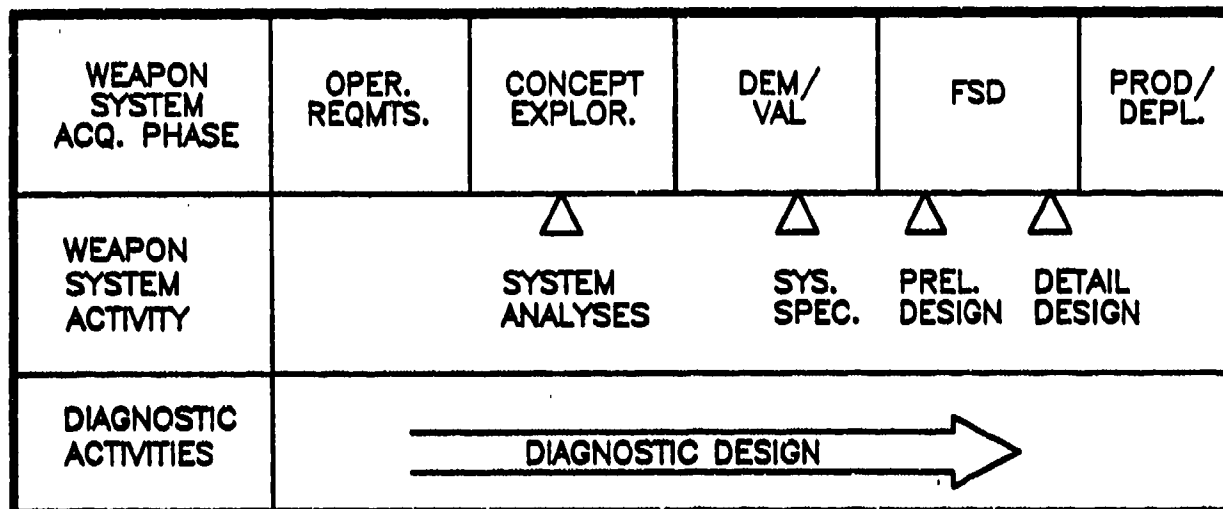 WEAPON
SYSTEM
ACQ. PHASE
OPER.
REQMTS.
CONCEPT
EXPLOR.
DEM/
VAL
FSD
PROD/
DEPL.
WEAPON
SYSTEM
ACTIVITY
SYSTEM
ANALYSES
SYS.
SPEC.
PREL.
DESIGN
DETAIL
DESIGN
DIAGNOSTIC
ACTIVITIES
DIAGNOSTIC DESIGN